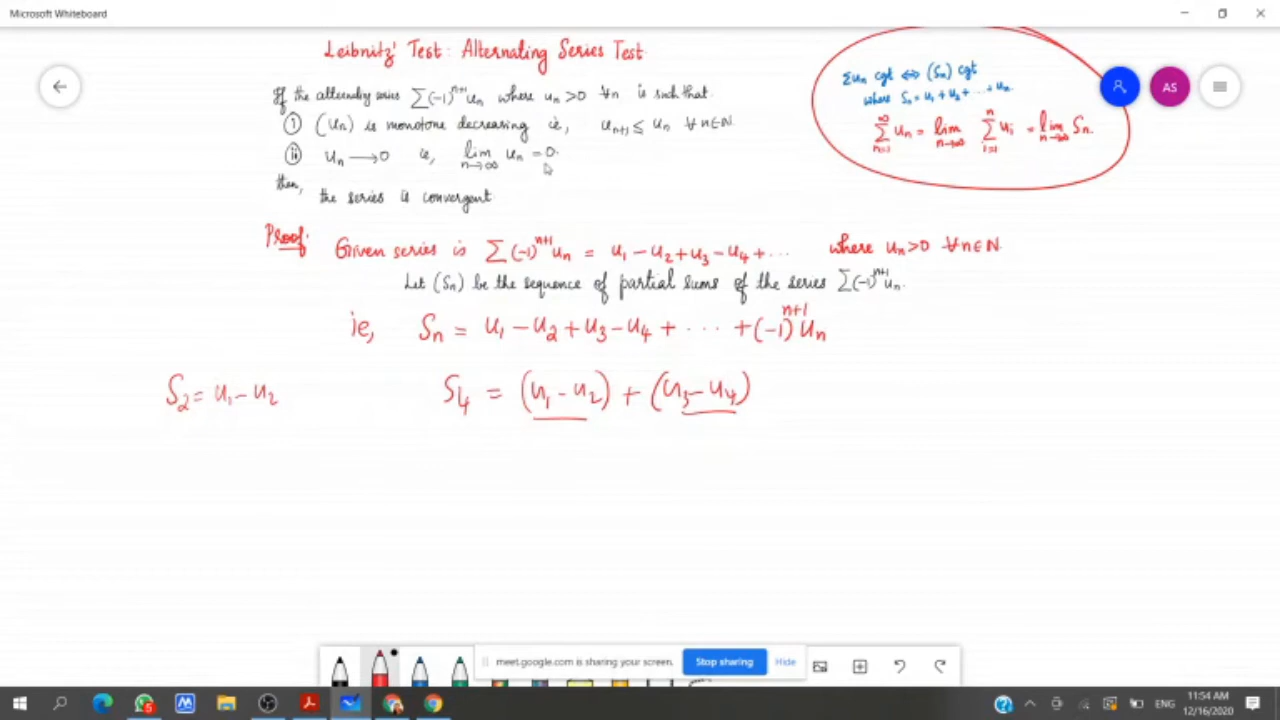 Microsoft Whiteboard
Leibnitz' Test: Alternating Series Test
If the alternating series ∑(-1)^{n+1} u_n where u_n>0 ∀n is such that
(i) (u_n) is monotone decreasing ie, u_{n+1} ≤ u_n ∀ n∈N
(ii) u_n → 0 ie, lim_{n→∞} u_n = 0.
then,
the series is convergent
∑u_n cgt ⇔ (S_n) cgt
where S_n = u_1 + u_2 + ... + u_n.
∑_{n=1}^{∞} u_n = lim_{n→∞} ∑_{i=1}^{n} u_i = lim_{n→∞} S_n.
AS
Proof: Given series is ∑(-1)^{n+1} u_n = u_1 - u_2 + u_3 - u_4 + ... where u_n>0 ∀n∈N.
Let (S_n) be the sequence of partial sums of the series ∑(-1)^{n+1} u_n.
ie, S_n = u_1 - u_2 + u_3 - u_4 + ... + (-1)^{n+1} u_n
S_2 = u_1 - u_2
S_4 = (u_1 - u_2) + (u_3 - u_4)
meet.google.com is sharing your screen. Stop sharing Hide
ENG
11:54 AM
12/16/2020